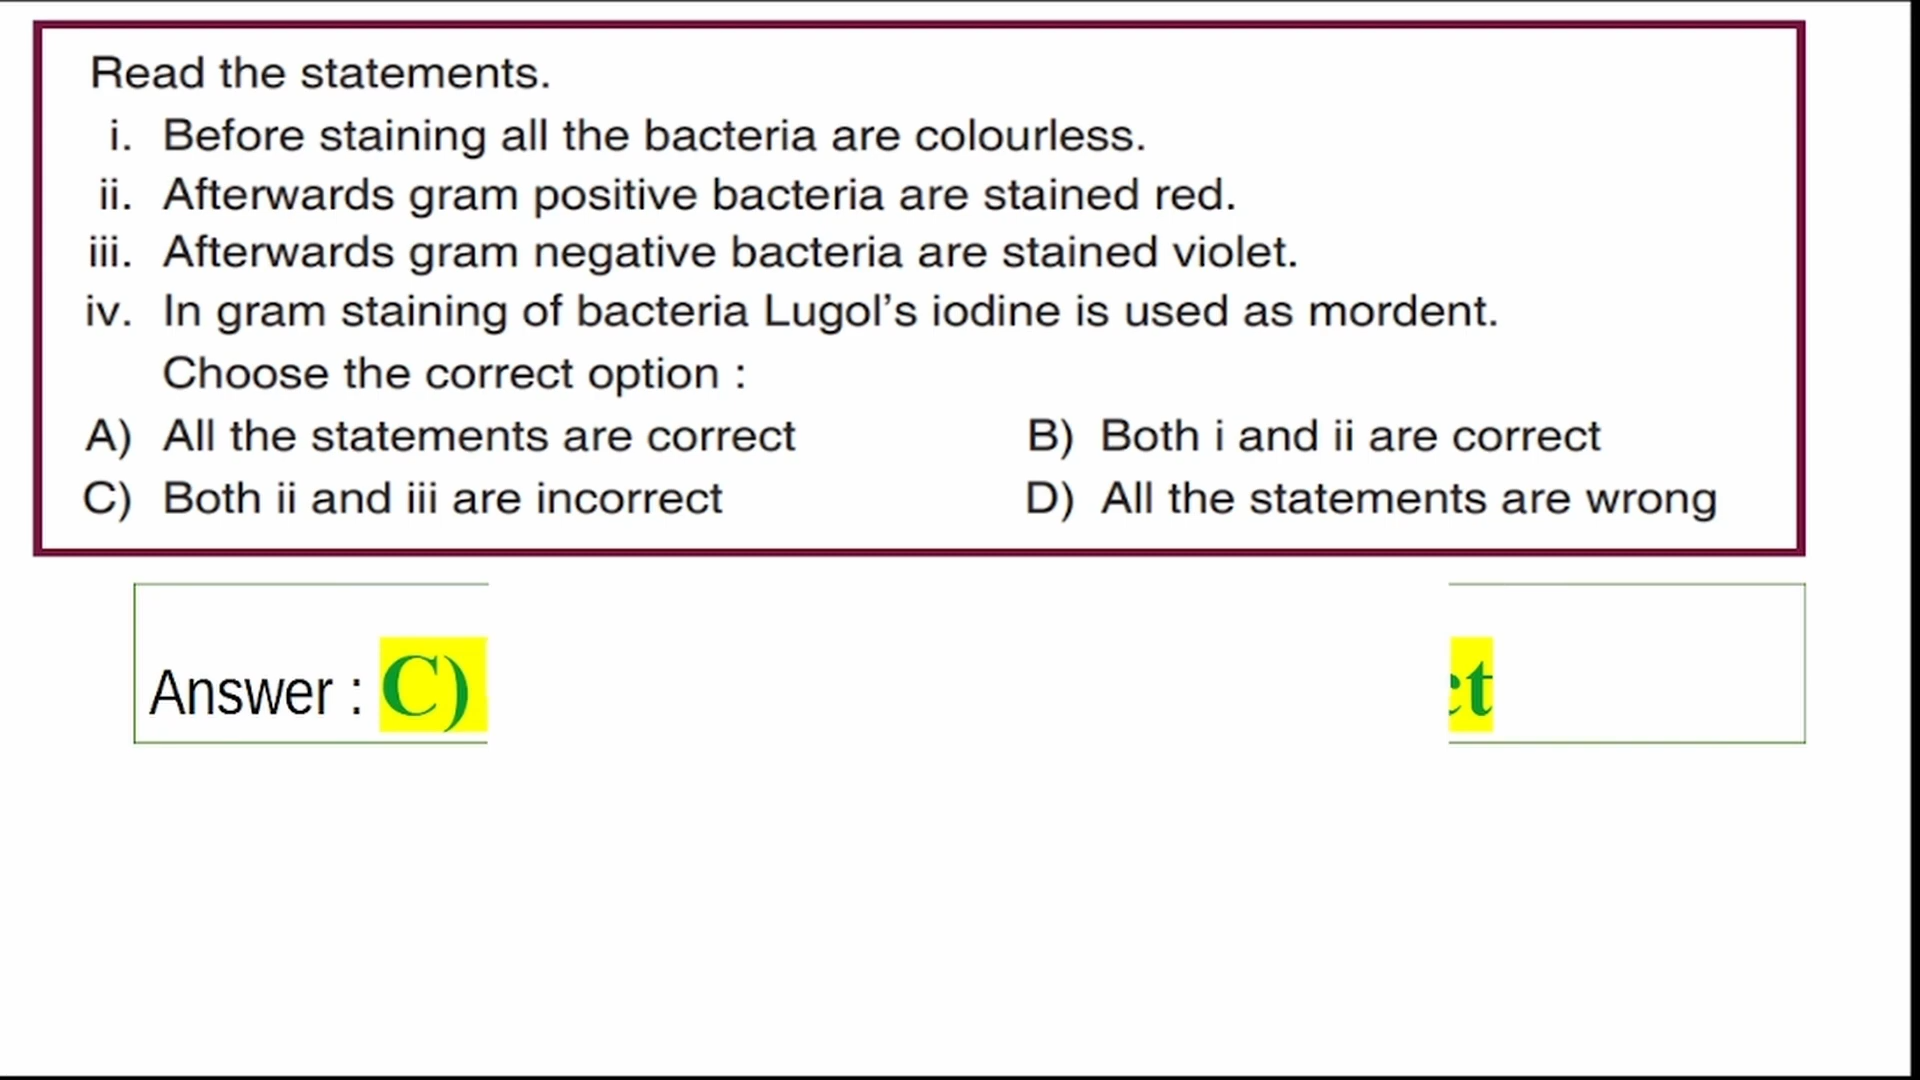 Read the statements.
i. Before staining all the bacteria are colourless.
ii. Afterwards gram positive bacteria are stained red.
iii. Afterwards gram negative bacteria are stained violet.
iv. In gram staining of bacteria Lugol's iodine is used as mordent.
Choose the correct option :
A) All the statements are correct B) Both i and ii are correct
C) Both ii and iii are incorrect D) All the statements are wrong
Answer : C)